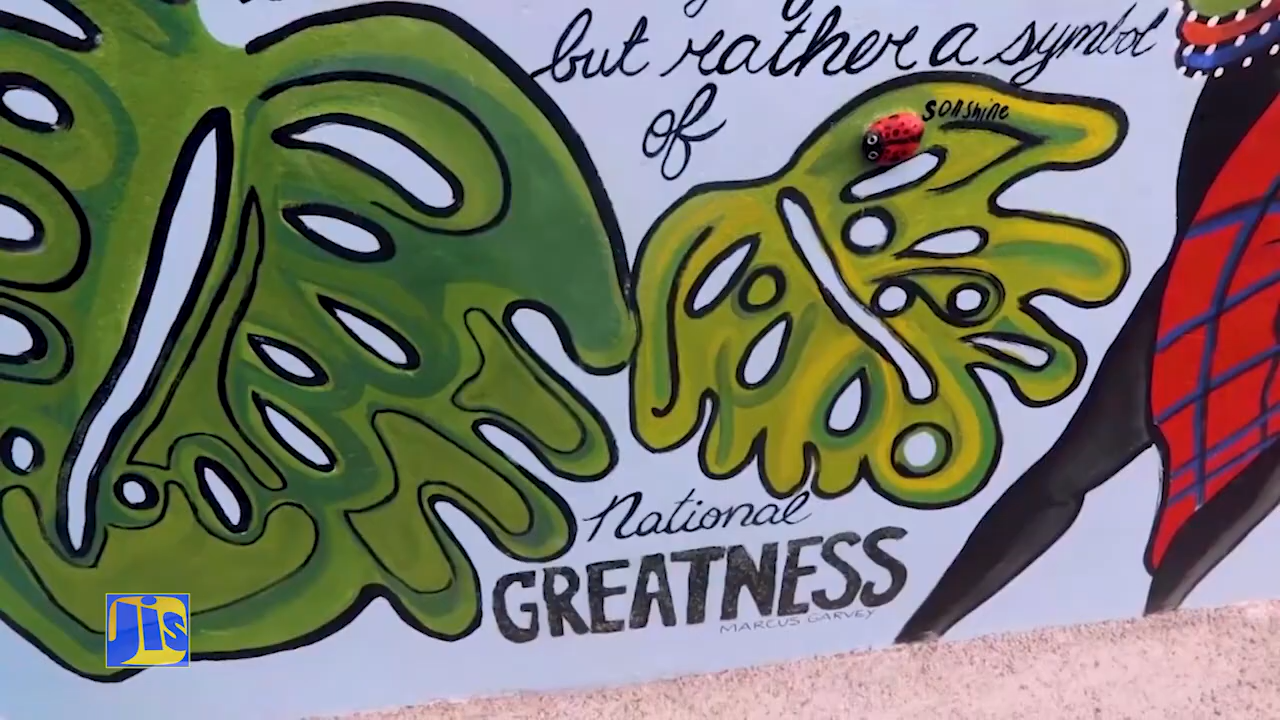 but rather a symbol
of
sonshine
National
GREATNESS
MARCUS GARVEY
JIS